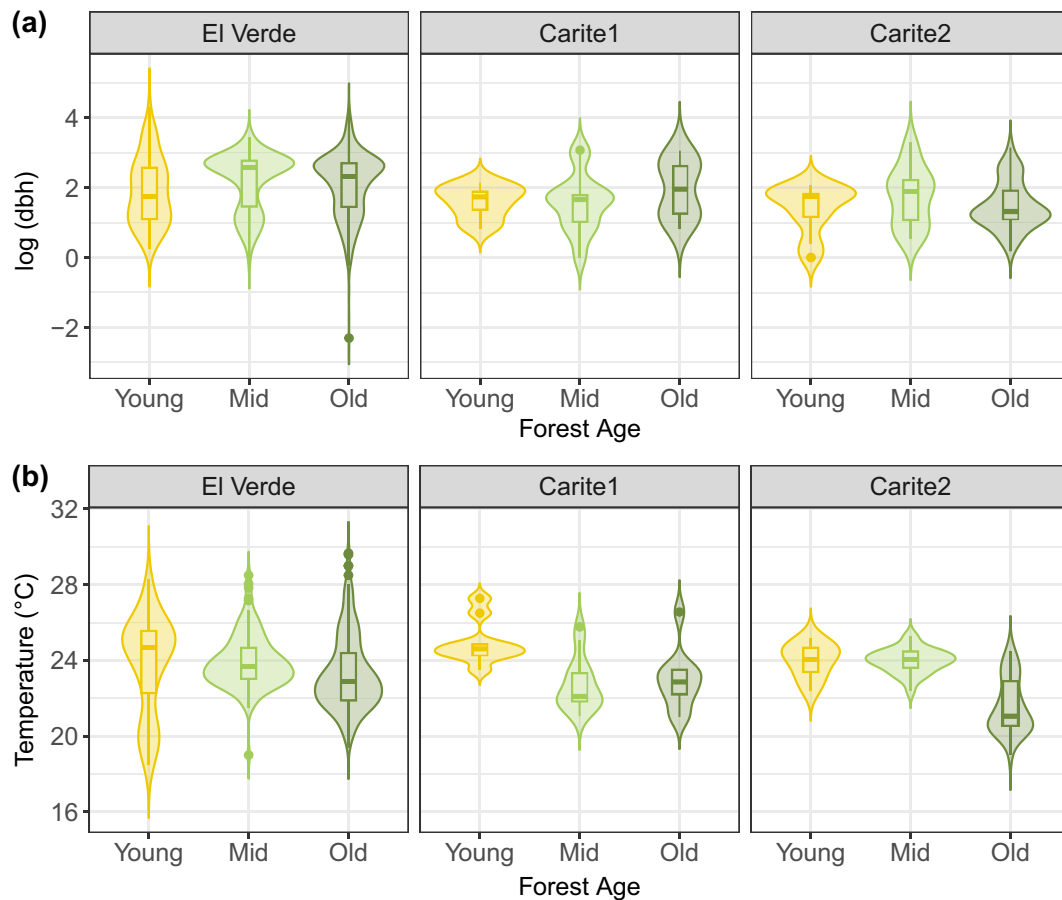 (a)
El Verde Carite1 Carite2
log (dbh)
4
2
0
−2
Young Mid Old Young Mid Old Young Mid Old
Forest Age
(b)
El Verde Carite1 Carite2
Temperature (°C)
32
28
24
20
16
Young Mid Old Young Mid Old Young Mid Old
Forest Age